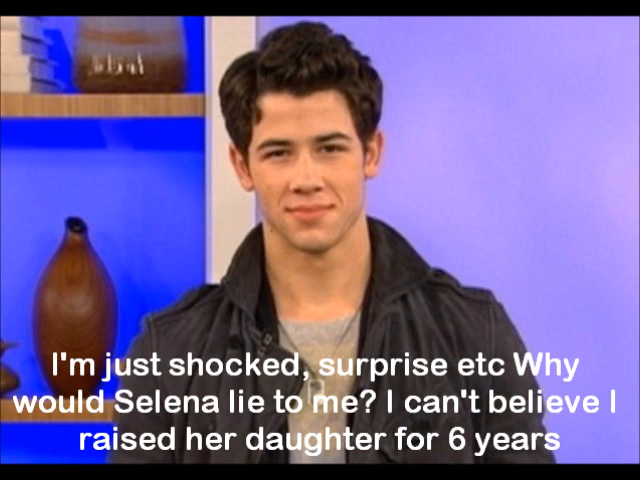 I'm just shocked, surprise etc Why
would Selena lie to me? I can't believe I
raised her daughter for 6 years